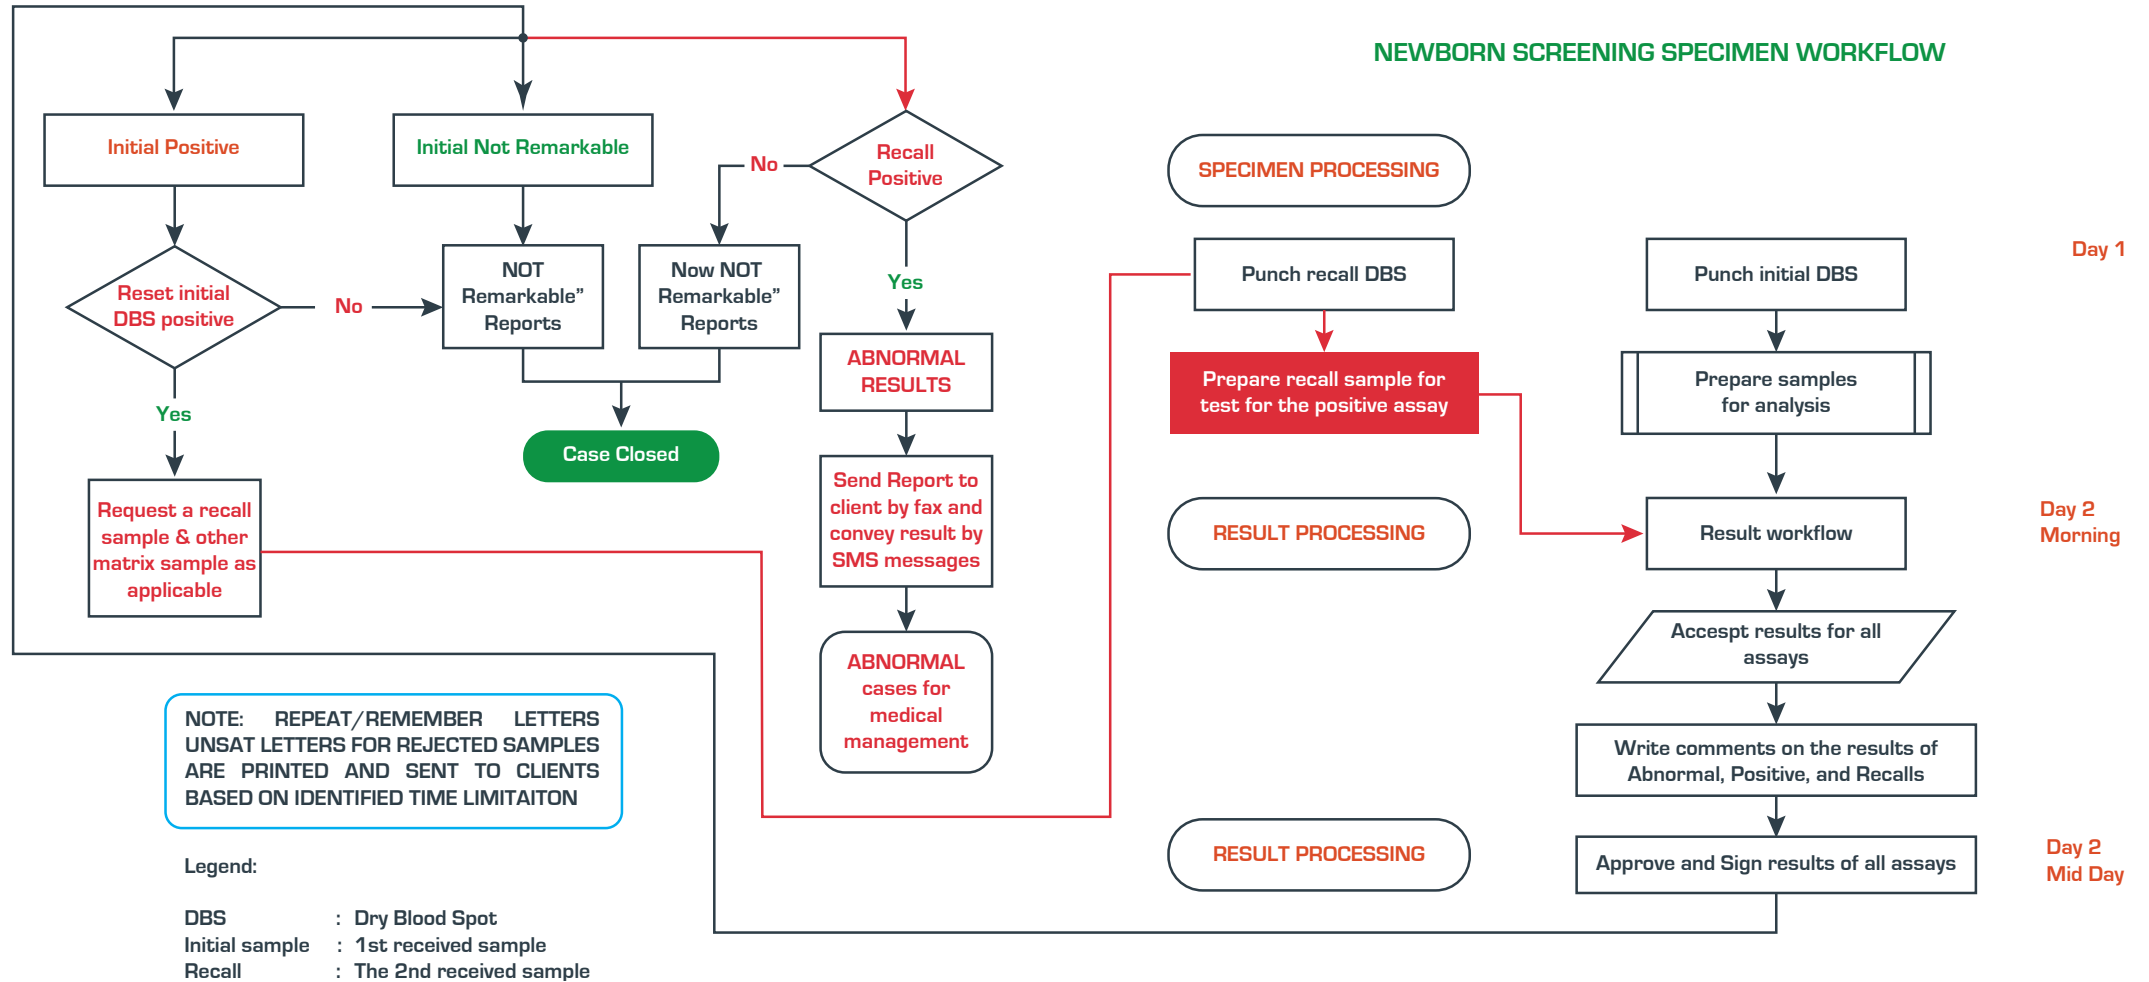 NEWBORN SCREENING SPECIMEN WORKFLOW
Initial Positive
Initial Not Remarkable
Recall
Positive
No
Reset initial
DBS positive
No
NOT
Remarkable”
Reports
Now NOT
Remarkable”
Reports
Yes
Case Closed
ABNORMAL
RESULTS
Yes
Request a recall
sample & other
matrix sample as
applicable
Send Report to
client by fax and
convey result by
SMS messages
ABNORMAL
cases for
medical
management
SPECIMEN PROCESSING
Day 1
Punch recall DBS
Punch initial DBS
Prepare recall sample for
test for the positive assay
Prepare samples
for analysis
RESULT PROCESSING
Result workflow
Day 2
Morning
Accespt results for all
assays
Write comments on the results of
Abnormal, Positive, and Recalls
RESULT PROCESSING
Approve and Sign results of all assays
Day 2
Mid Day
NOTE: REPEAT/REMEMBER LETTERS
UNSAT LETTERS FOR REJECTED SAMPLES
ARE PRINTED AND SENT TO CLIENTS
BASED ON IDENTIFIED TIME LIMITAITON
Legend:
DBS : Dry Blood Spot
Initial sample : 1st received sample
Recall : The 2nd received sample